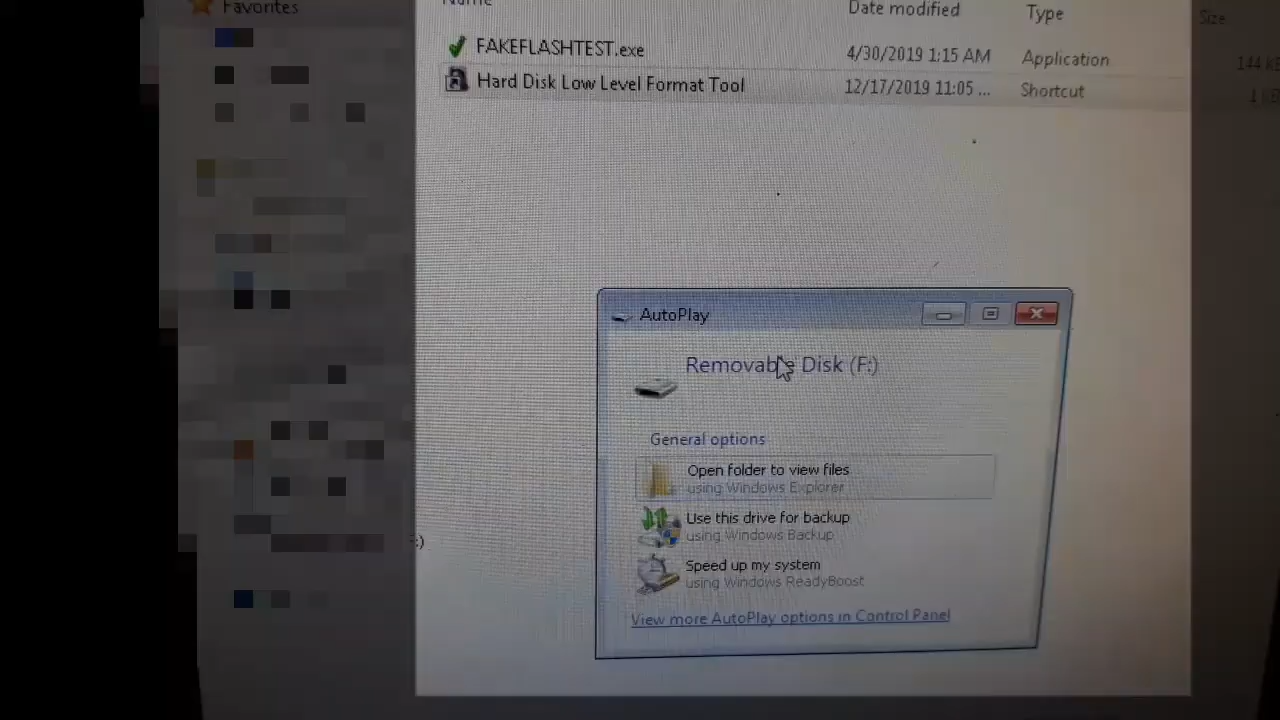 Favorites
Name
Date modified
Type
Size
FAKEFLASHTEST.exe
4/30/2019 1:15 AM
Application
144 KB
Hard Disk Low Level Format Tool
12/17/2019 11:05 ...
Shortcut
AutoPlay
Removable Disk (F:)
General options
Open folder to view files
using Windows Explorer
Use this drive for backup
using Windows Backup
Speed up my system
using Windows ReadyBoost
:)
View more AutoPlay options in Control Panel